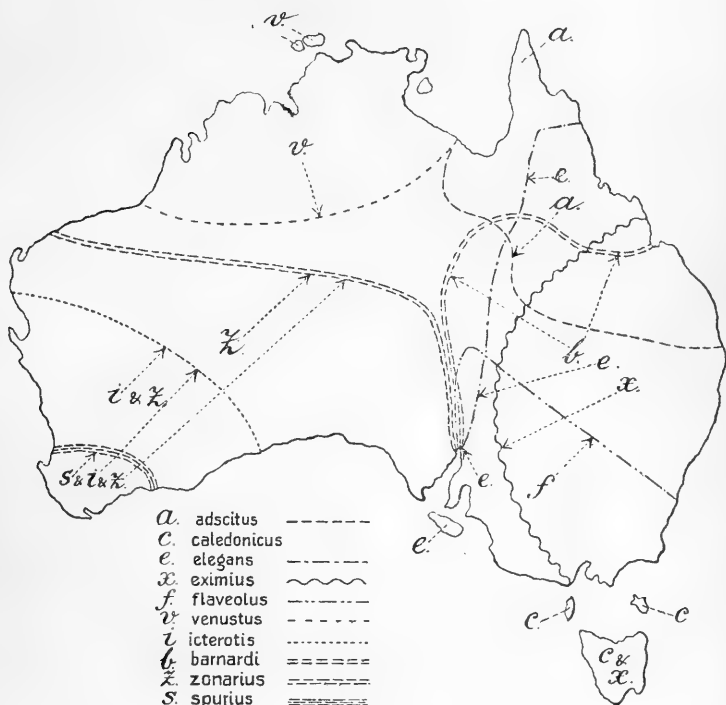 v.
a.
v.
e.
a.
z.
b.
e.
x.
i & z.
s & i & z.
f
e.
e.
a. adscitus
c. caledonicus
e. elegans
x. eximius
f. flaveolus
v. venustus
i icterotis
b. barnardi
z. zonarius
s. spurius
c.
c
c &
x.